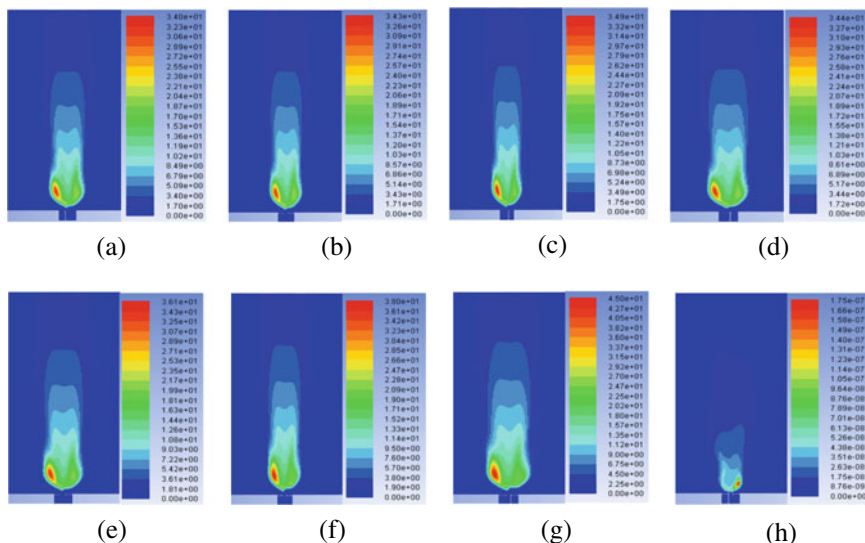 3.40e+01
3.23e+01
3.06e+01
2.89e+01
2.72e+01
2.55e+01
2.38e+01
2.21e+01
2.04e+01
1.87e+01
1.70e+01
1.53e+01
1.36e+01
1.19e+01
1.02e+01
8.49e+00
6.79e+00
5.09e+00
3.40e+00
1.70e+00
0.00e+00
(a)
3.43e+01
3.26e+01
3.09e+01
2.91e+01
2.74e+01
2.57e+01
2.40e+01
2.23e+01
2.06e+01
1.89e+01
1.71e+01
1.54e+01
1.37e+01
1.20e+01
1.03e+01
8.57e+00
6.86e+00
5.14e+00
3.43e+00
1.71e+00
0.00e+00
(b)
3.49e+01
3.32e+01
3.14e+01
2.97e+01
2.79e+01
2.62e+01
2.44e+01
2.27e+01
2.09e+01
1.92e+01
1.75e+01
1.57e+01
1.40e+01
1.22e+01
1.05e+01
8.73e+00
6.98e+00
5.24e+00
3.49e+00
1.75e+00
0.00e+00
(c)
3.44e+01
3.27e+01
3.10e+01
2.93e+01
2.76e+01
2.58e+01
2.41e+01
2.24e+01
2.07e+01
1.89e+01
1.72e+01
1.55e+01
1.38e+01
1.21e+01
1.03e+01
8.61e+00
6.89e+00
5.17e+00
3.44e+00
1.72e+00
0.00e+00
(d)
3.61e+01
3.43e+01
3.25e+01
3.07e+01
2.89e+01
2.71e+01
2.53e+01
2.35e+01
2.17e+01
1.99e+01
1.81e+01
1.63e+01
1.44e+01
1.26e+01
1.08e+01
9.03e+00
7.22e+00
5.42e+00
3.61e+00
1.81e+00
0.00e+00
(e)
3.80e+01
3.61e+01
3.42e+01
3.23e+01
3.04e+01
2.85e+01
2.66e+01
2.47e+01
2.28e+01
2.09e+01
1.90e+01
1.71e+01
1.52e+01
1.33e+01
1.14e+01
9.50e+00
7.60e+00
5.70e+00
3.80e+00
1.90e+00
0.00e+00
(f)
4.50e+01
4.27e+01
4.05e+01
3.82e+01
3.60e+01
3.37e+01
3.15e+01
2.92e+01
2.70e+01
2.47e+01
2.25e+01
2.02e+01
1.80e+01
1.57e+01
1.35e+01
1.12e+01
9.00e+00
6.75e+00
4.50e+00
2.25e+00
0.00e+00
(g)
1.75e-07
1.66e-07
1.58e-07
1.49e-07
1.40e-07
1.31e-07
1.23e-07
1.14e-07
1.05e-07
9.64e-08
8.76e-08
7.88e-08
7.01e-08
6.13e-08
5.26e-08
4.38e-08
3.51e-08
2.63e-08
1.75e-08
8.76e-09
0.00e+00
(h)